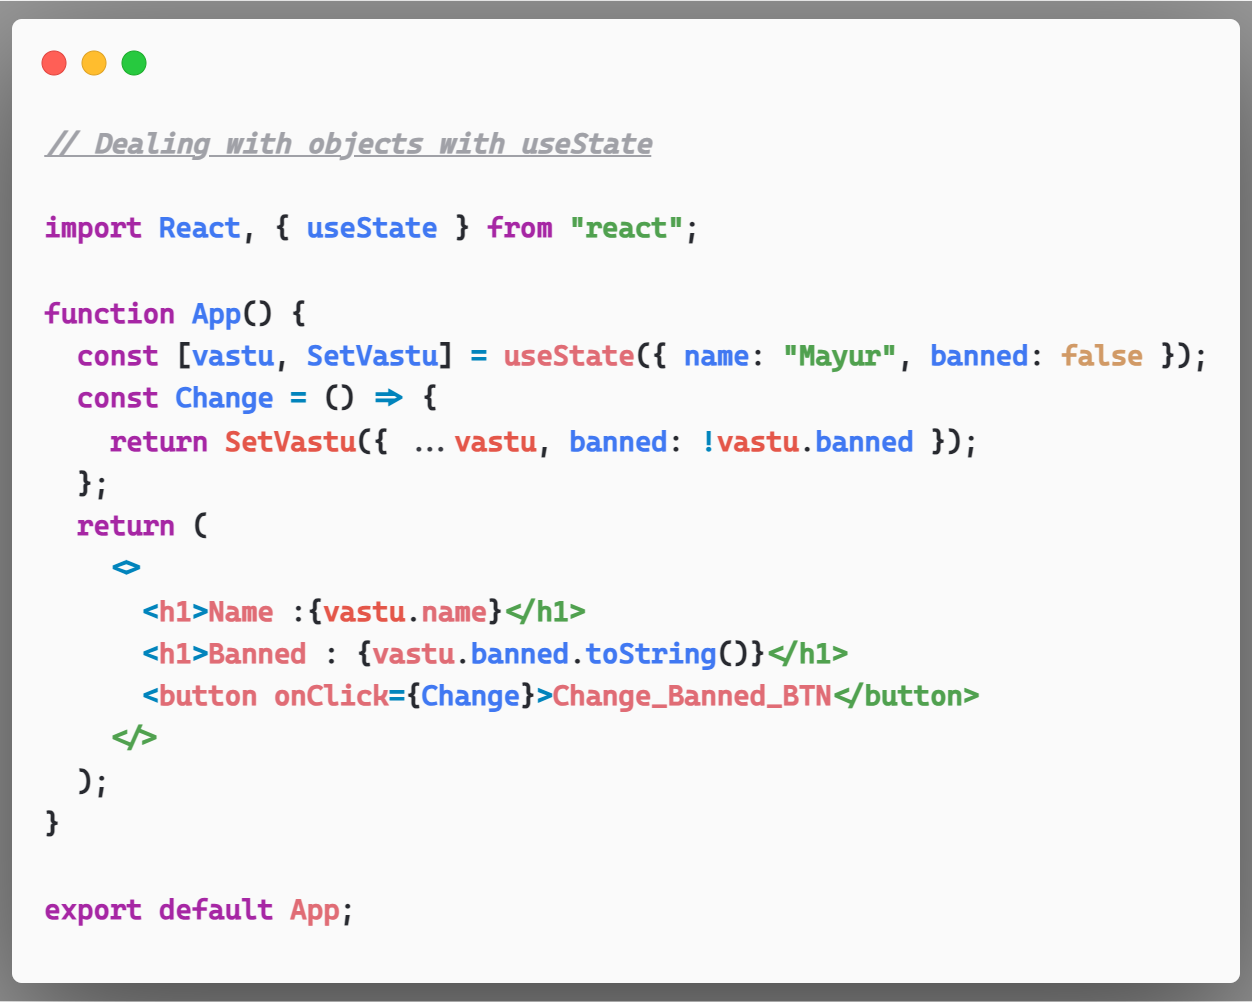 // Dealing with objects with useState
import React, { useState } from "react";
function App() {
  const [vastu, SetVastu] = useState({ name: "Mayur", banned: false });
  const Change = () => {
    return SetVastu({ ...vastu, banned: !vastu.banned });
  };
  return (
    <>
      <h1>Name :{vastu.name}</h1>
      <h1>Banned : {vastu.banned.toString()}</h1>
      <button onClick={Change}>Change_Banned_BTN</button>
    </>
  );
}
export default App;